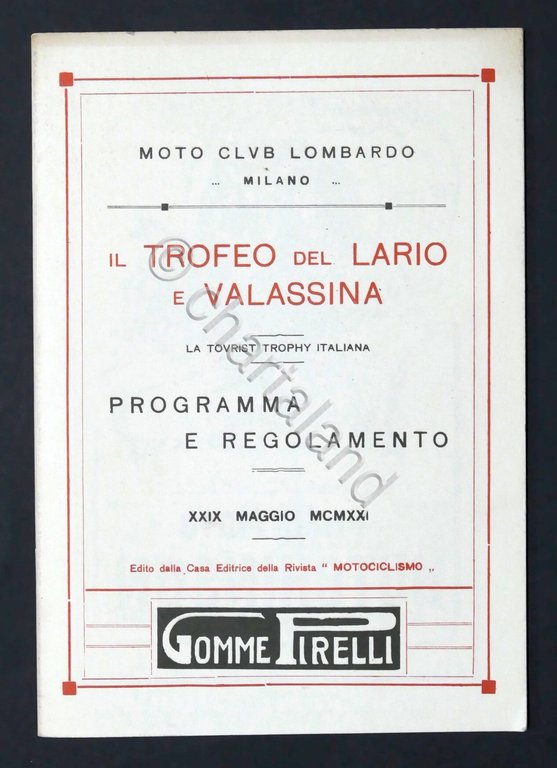 MOTO CLVB LOMBARDO
... MILANO ...
IL TROFEO DEL LARIO
E VALASSINA
LA TOVRIST TROPHY ITALIANA
PROGRAMMA
E REGOLAMENTO
XXIX MAGGIO MCMXXI
Edito dalla Casa Editrice della Rivista “ MOTOCICLISMO „
GOMME PIRELLI
© chartaland